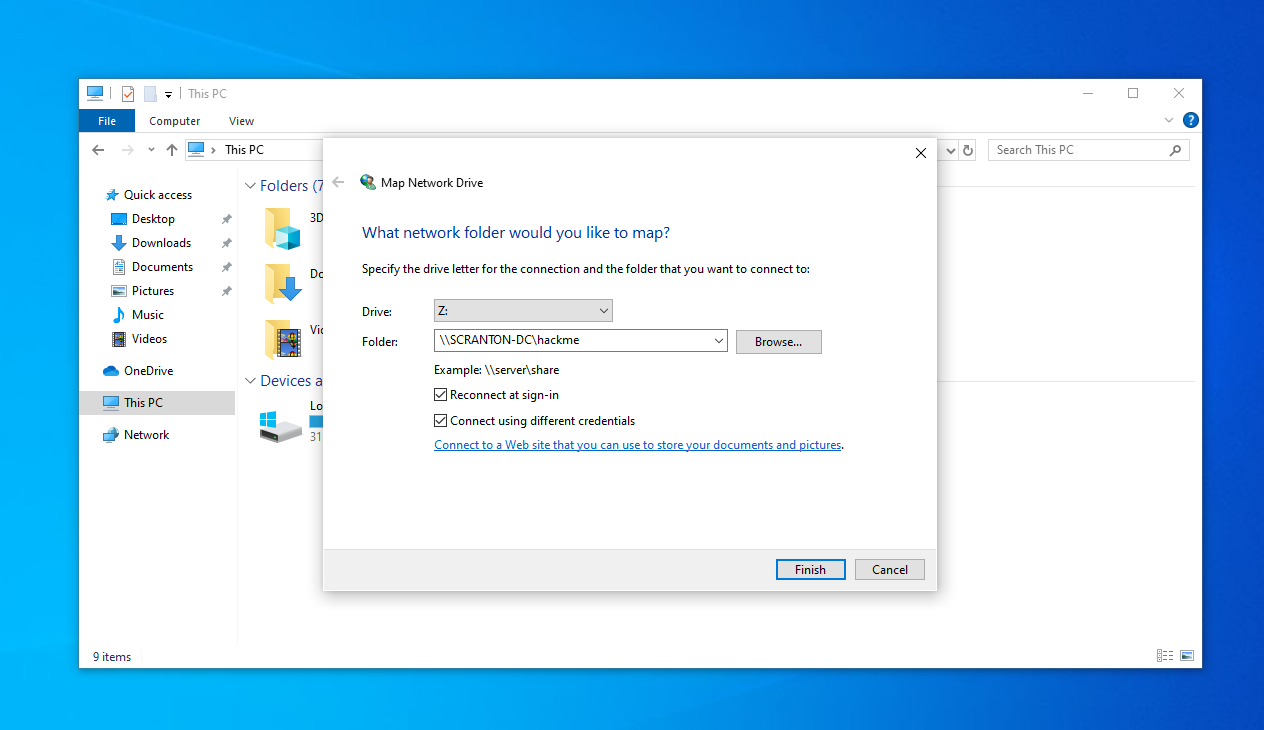 This PC
File Computer View
This PC
Search This PC
Map Network Drive
Quick access
Desktop
Downloads
Documents
Pictures
Music
Videos
OneDrive
This PC
Network
Folders (7
3D
Do
Vid
Devices a
Lo
31
What network folder would you like to map?
Specify the drive letter for the connection and the folder that you want to connect to:
Drive: Z:
Folder: \\SCRANTON-DC\hackme Browse...
Example: \\server\share
Reconnect at sign-in
Connect using different credentials
Connect to a Web site that you can use to store your documents and pictures.
Finish Cancel
9 items